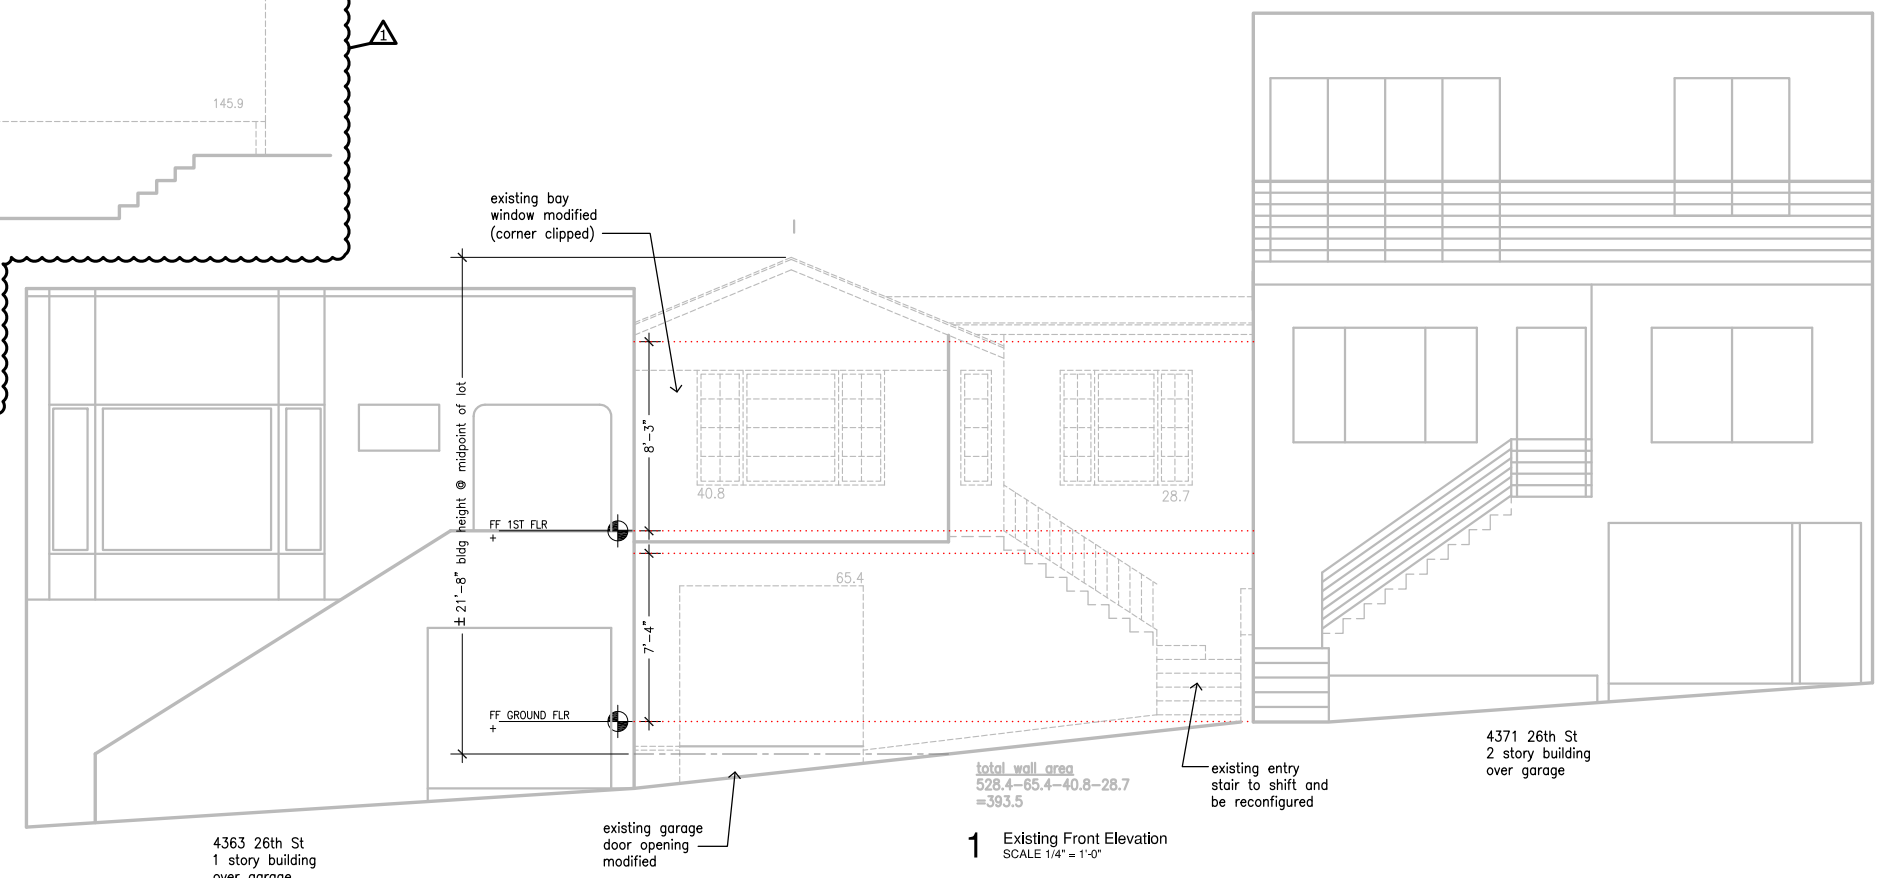 1
145.9
existing bay
window modified
(corner clipped)
±21'-8" bldg height @ midpoint of lot
8'-3"
40.8
28.7
FF 1ST FLR
+
65.4
7'-4"
FF GROUND FLR
+
total wall area
528.4-65.4-40.8-28.7
=393.5
existing entry
stair to shift and
be reconfigured
4371 26th St
2 story building
over garage
existing garage
door opening
modified
4363 26th St
1 story building
over garage
1 Existing Front Elevation
SCALE 1/4" = 1'-0"